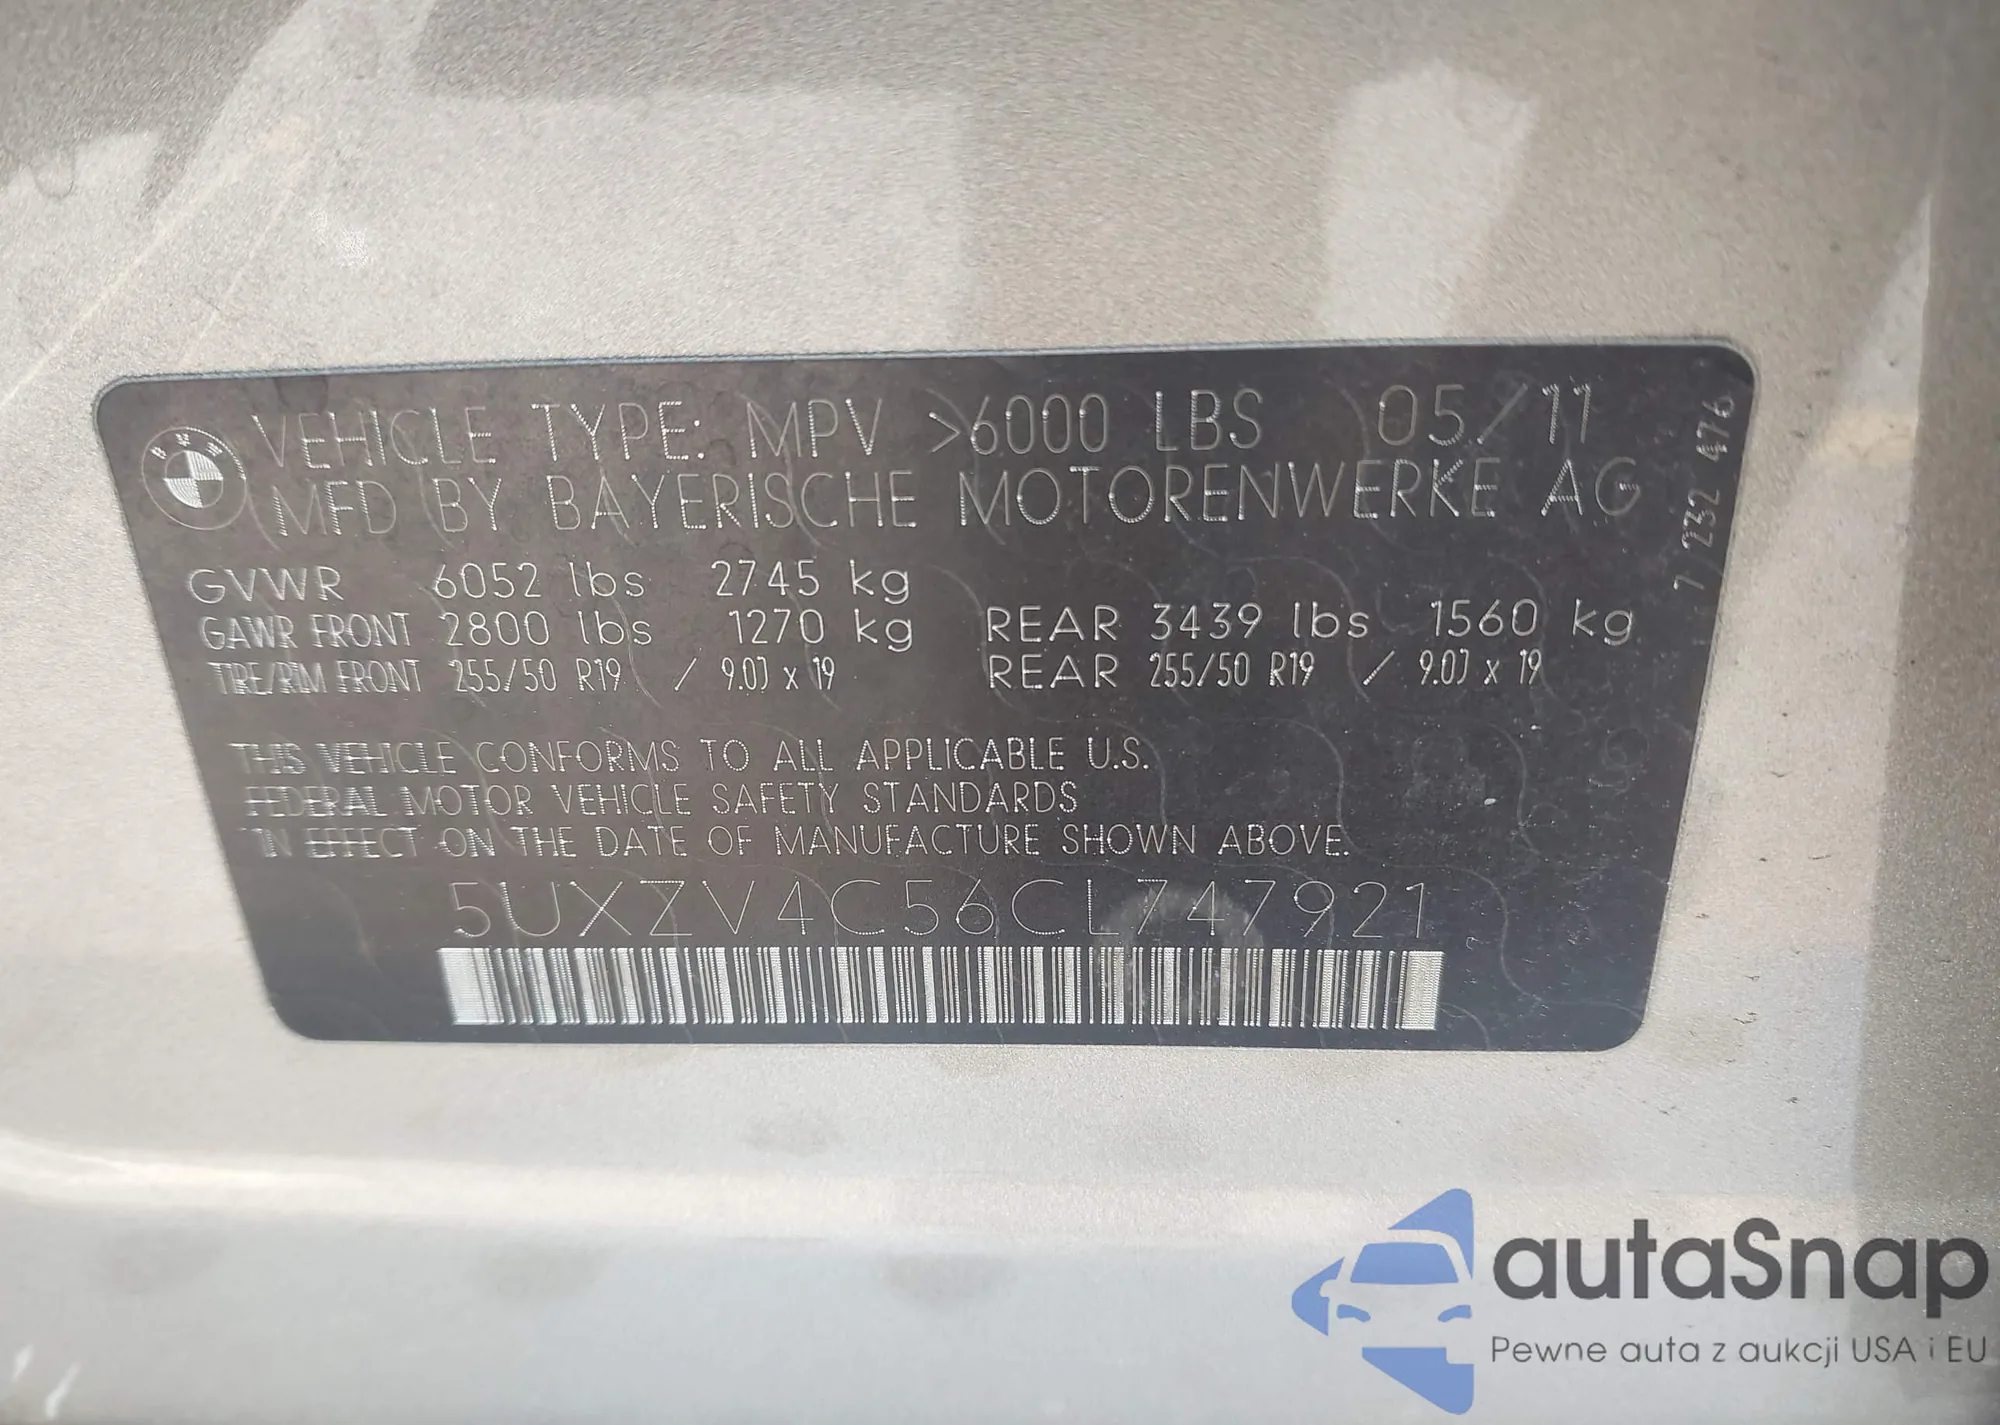 BMW
VEHICLE TYPE: MPV >6000 LBS 05/11
MFD BY BAYERISCHE MOTORENWERKE AG
GVWR 6052 lbs 2745 kg
GAWR FRONT 2800 lbs 1270 kg REAR 3439 lbs 1560 kg
TIRE/RIM FRONT 255/50 R19 / 9.0J x 19 REAR 255/50 R19 / 9.0J x 19
THIS VEHICLE CONFORMS TO ALL APPLICABLE U.S.
FEDERAL MOTOR VEHICLE SAFETY STANDARDS
IN EFFECT ON THE DATE OF MANUFACTURE SHOWN ABOVE.
5UXZV4C56CL747921
7 232 476
autaSnap
Pewne auta z aukcji USA i EU